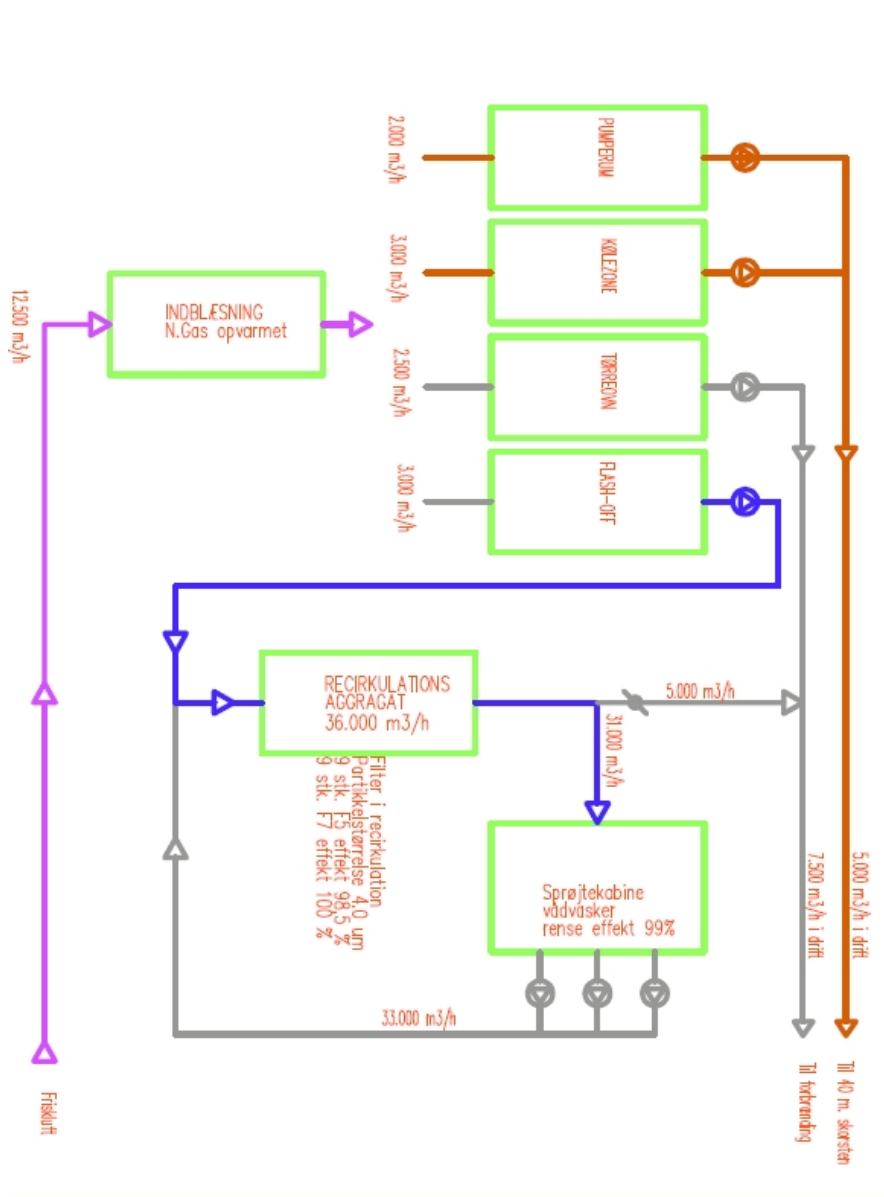 2.000 m3/h
PUMPERUM
3.000 m3/h
KØLEZONE
12.500 m3/h
INDBLÆSNING
N.Gas opvarmet
2.500 m3/h
TØRREOVN
3.000 m3/h
FLASH-OFF
RECIRKULATIONS
AGGRAGAT
36.000 m3/h
5.000 m3/h
31.000 m3/h
Filter i recirkulation
Partikkelstørrelse 4,0 um
9 stk. F5 effekt 98,5 %
9 stk. F7 effekt 100 %
Sprøjtekabine
vådvasker
rense effekt 99%
33.000 m3/h
5.000 m3/h i drift
7.500 m3/h i drift
Til 40 m. skorsten
Til forbrænding
Friskluft